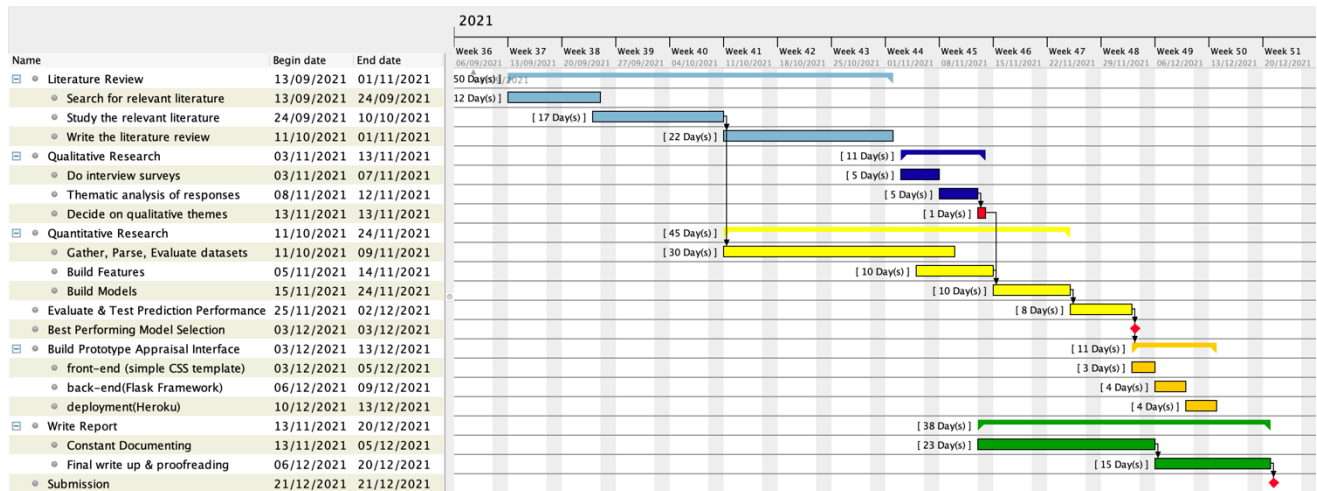 2021
Week 36 Week 37 Week 38 Week 39 Week 40 Week 41 Week 42 Week 43 Week 44 Week 45 Week 46 Week 47 Week 48 Week 49 Week 50 Week 51
Name Begin date End date 06/09/2021 13/09/2021 20/09/2021 27/09/2021 04/10/2021 11/10/2021 18/10/2021 25/10/2021 01/11/2021 08/11/2021 15/11/2021 22/11/2021 29/11/2021 06/12/2021 13/12/2021 20/12/2021
Literature Review 13/09/2021 01/11/2021 50 Day(s) ]
Search for relevant literature 13/09/2021 24/09/2021 12 Day(s) ]
Study the relevant literature 24/09/2021 10/10/2021 [ 17 Day(s) ]
Write the literature review 11/10/2021 01/11/2021 [ 22 Day(s) ]
Qualitative Research 03/11/2021 13/11/2021 [ 11 Day(s) ]
Do interview surveys 03/11/2021 07/11/2021 [ 5 Day(s) ]
Thematic analysis of responses 08/11/2021 12/11/2021 [ 5 Day(s) ]
Decide on qualitative themes 13/11/2021 13/11/2021 [ 1 Day(s) ]
Quantitative Research 11/10/2021 24/11/2021 [ 45 Day(s) ]
Gather, Parse, Evaluate datasets 11/10/2021 09/11/2021 [ 30 Day(s) ]
Build Features 05/11/2021 14/11/2021 [ 10 Day(s) ]
Build Models 15/11/2021 24/11/2021 [ 10 Day(s) ]
Evaluate & Test Prediction Performance 25/11/2021 02/12/2021 [ 8 Day(s) ]
Best Performing Model Selection 03/12/2021 03/12/2021
Build Prototype Appraisal Interface 03/12/2021 13/12/2021 [ 11 Day(s) ]
front-end (simple CSS template) 03/12/2021 05/12/2021 [ 3 Day(s) ]
back-end(Flask Framework) 06/12/2021 09/12/2021 [ 4 Day(s) ]
deployment(Heroku) 10/12/2021 13/12/2021 [ 4 Day(s) ]
Write Report 13/11/2021 20/12/2021 [ 38 Day(s) ]
Constant Documenting 13/11/2021 05/12/2021 [ 23 Day(s) ]
Final write up & proofreading 06/12/2021 20/12/2021 [ 15 Day(s) ]
Submission 21/12/2021 21/12/2021